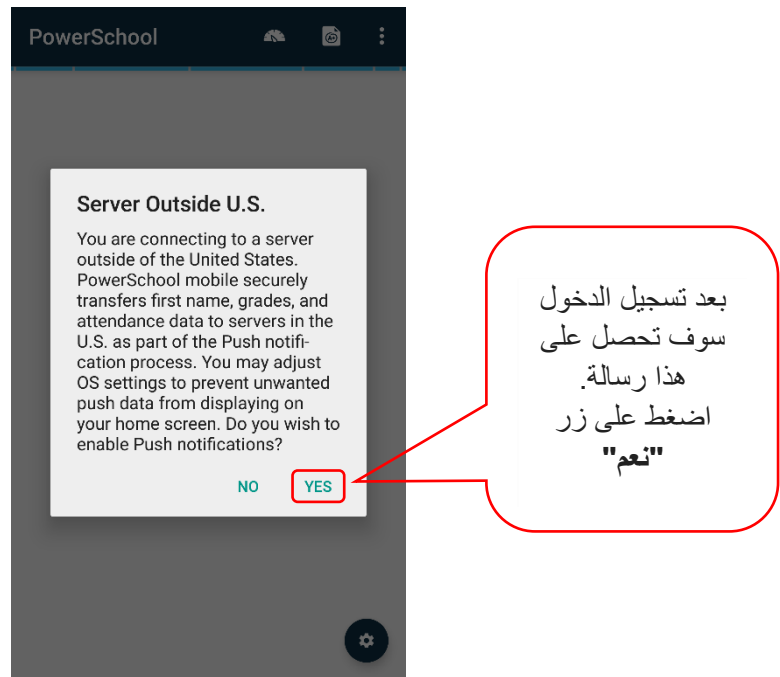 PowerSchool
A+
Server Outside U.S.
You are connecting to a server
outside of the United States.
PowerSchool mobile securely
transfers first name, grades, and
attendance data to servers in the
U.S. as part of the Push notifi-
cation process. You may adjust
OS settings to prevent unwanted
push data from displaying on
your home screen. Do you wish to
enable Push notifications?
NO YES
بعد تسجيل الدخول
سوف تحصل على
هذا رسالة.
اضغط على زر
"نعم"